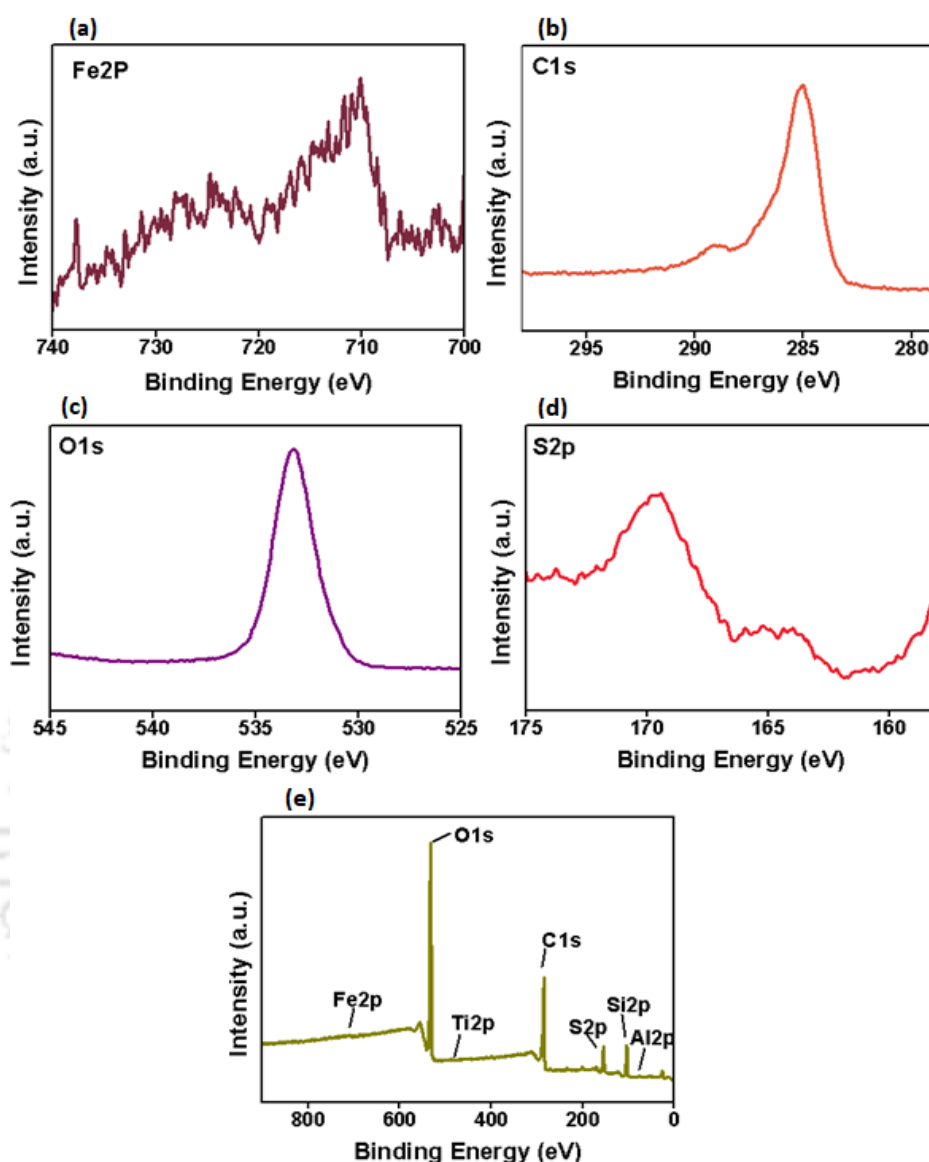 (a)
Fe2P
Intensity (a.u.)
740 730 720 710 700
Binding Energy (eV)
(b)
C1s
Intensity (a.u.)
295 290 285 280
Binding Energy (eV)
(c)
O1s
Intensity (a.u.)
545 540 535 530 525
Binding Energy (eV)
(d)
S2p
Intensity (a.u.)
175 170 165 160
Binding Energy (eV)
(e)
O1s
C1s
Fe2p
Ti2p
S2p
Si2p
Al2p
Intensity (a.u.)
800 600 400 200 0
Binding Energy (eV)